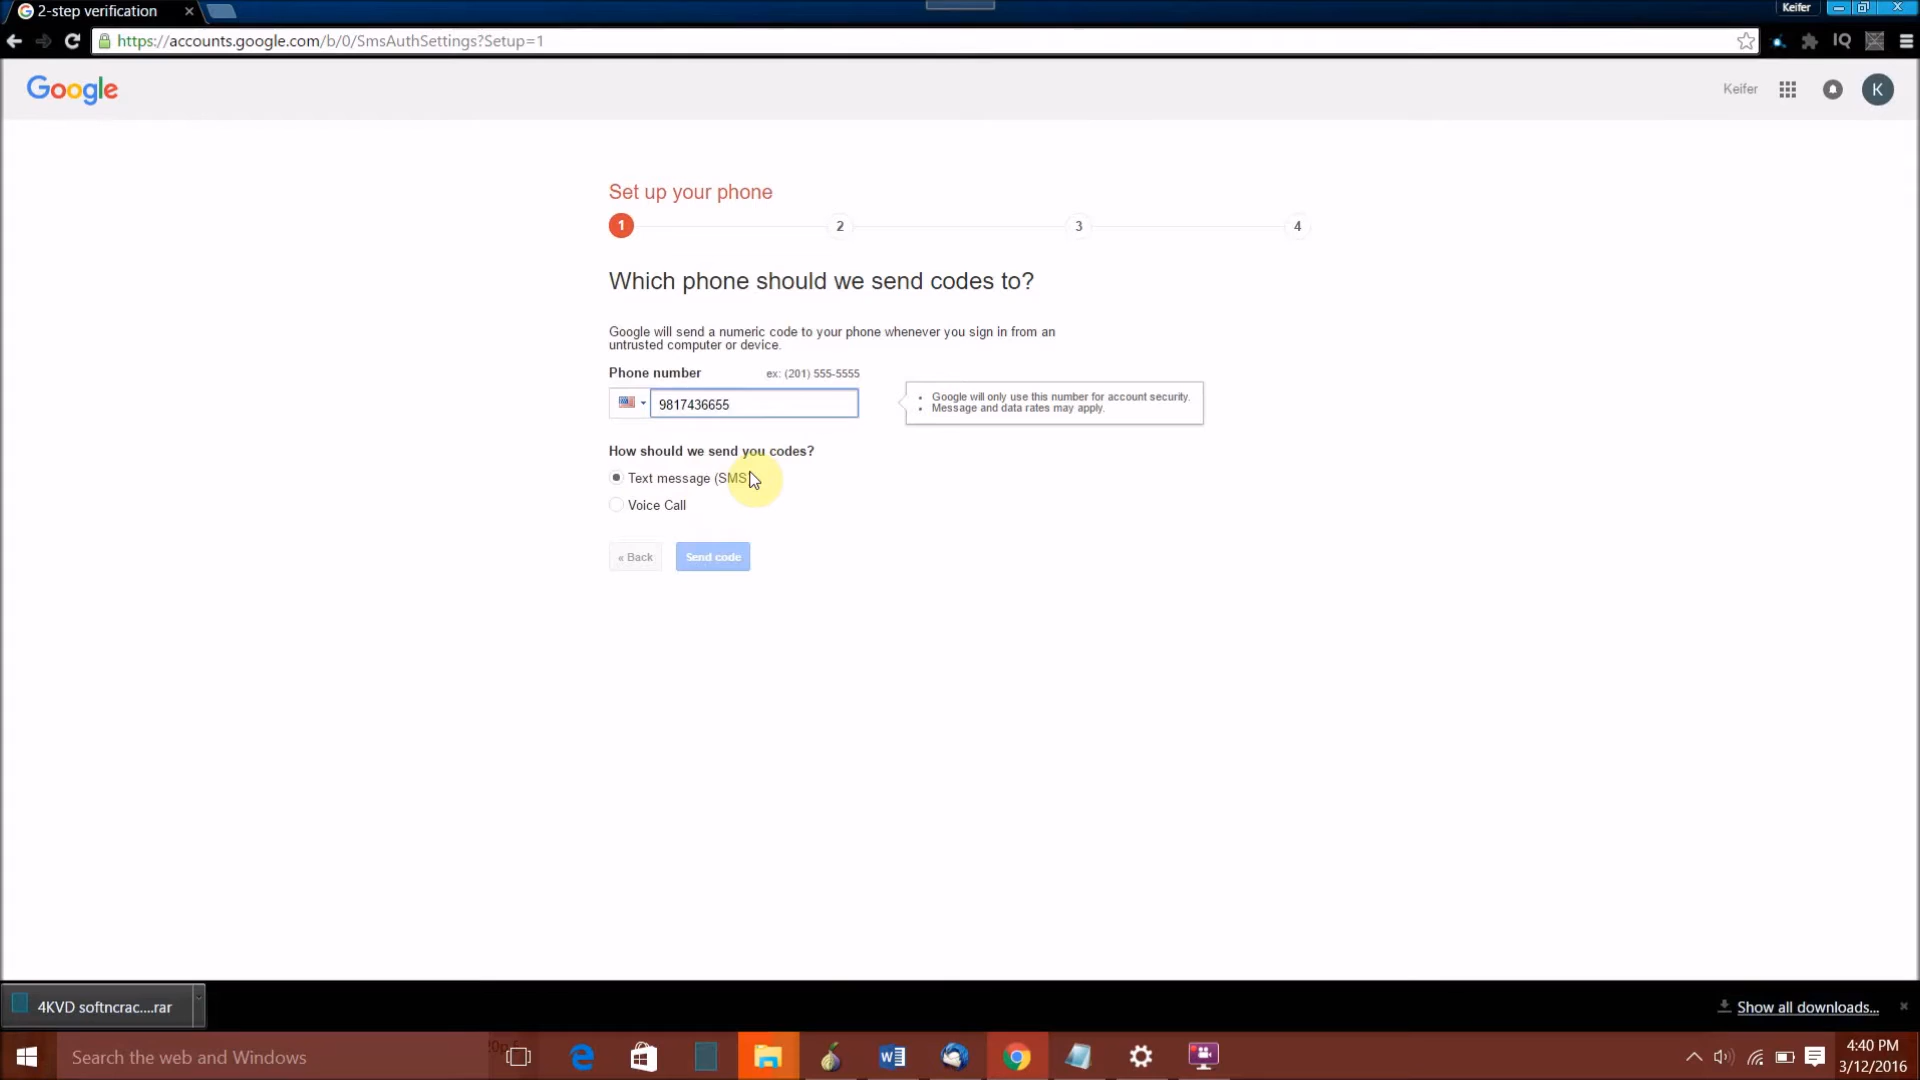 2-step verification
Keifer
https://accounts.google.com/b/0/SmsAuthSettings?Setup=1
IQ
Google
Keifer
K
Set up your phone
1
2
3
4
Which phone should we send codes to?
Google will send a numeric code to your phone whenever you sign in from an
untrusted computer or device.
Phone number ex: (201) 555-5555
9817436655
Google will only use this number for account security.
Message and data rates may apply.
How should we send you codes?
Text message (SMS
Voice Call
« Back
Send code
4KVD softncrac....rar
Show all downloads...
Search the web and Windows
4:40 PM
3/12/2016